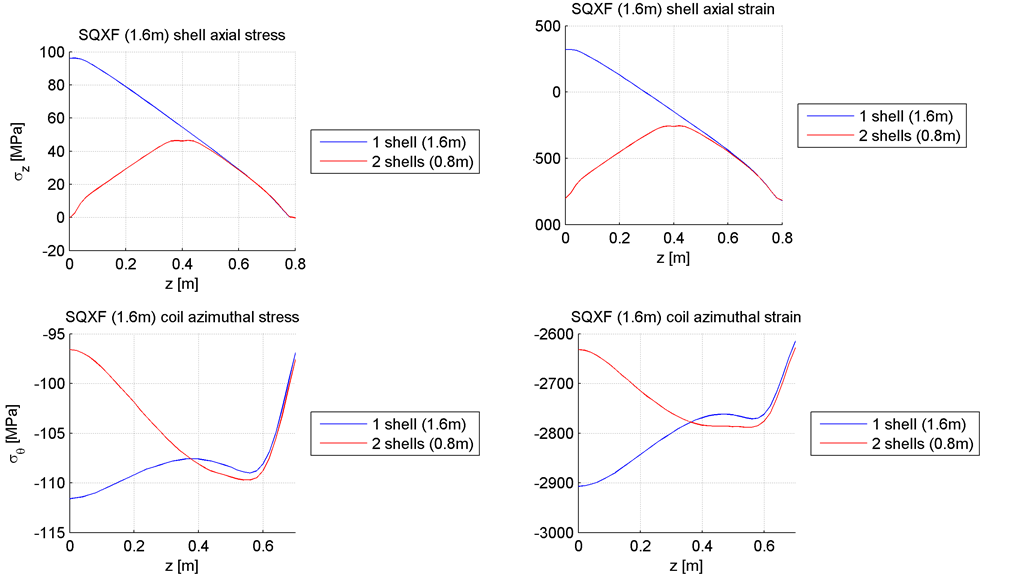 SQXF (1.6m) shell axial stress
100
80
60
40
20
0
-20
σz [MPa]
0 0.2 0.4 0.6 0.8
z [m]
1 shell (1.6m)
2 shells (0.8m)
SQXF (1.6m) shell axial strain
500
0
-500
000
0 0.2 0.4 0.6 0.8
z [m]
1 shell (1.6m)
2 shells (0.8m)
SQXF (1.6m) coil azimuthal stress
-95
-100
-105
-110
-115
σθ [MPa]
0 0.2 0.4 0.6
z [m]
1 shell (1.6m)
2 shells (0.8m)
SQXF (1.6m) coil azimuthal strain
-2600
-2700
-2800
-2900
-3000
0 0.2 0.4 0.6
z [m]
1 shell (1.6m)
2 shells (0.8m)